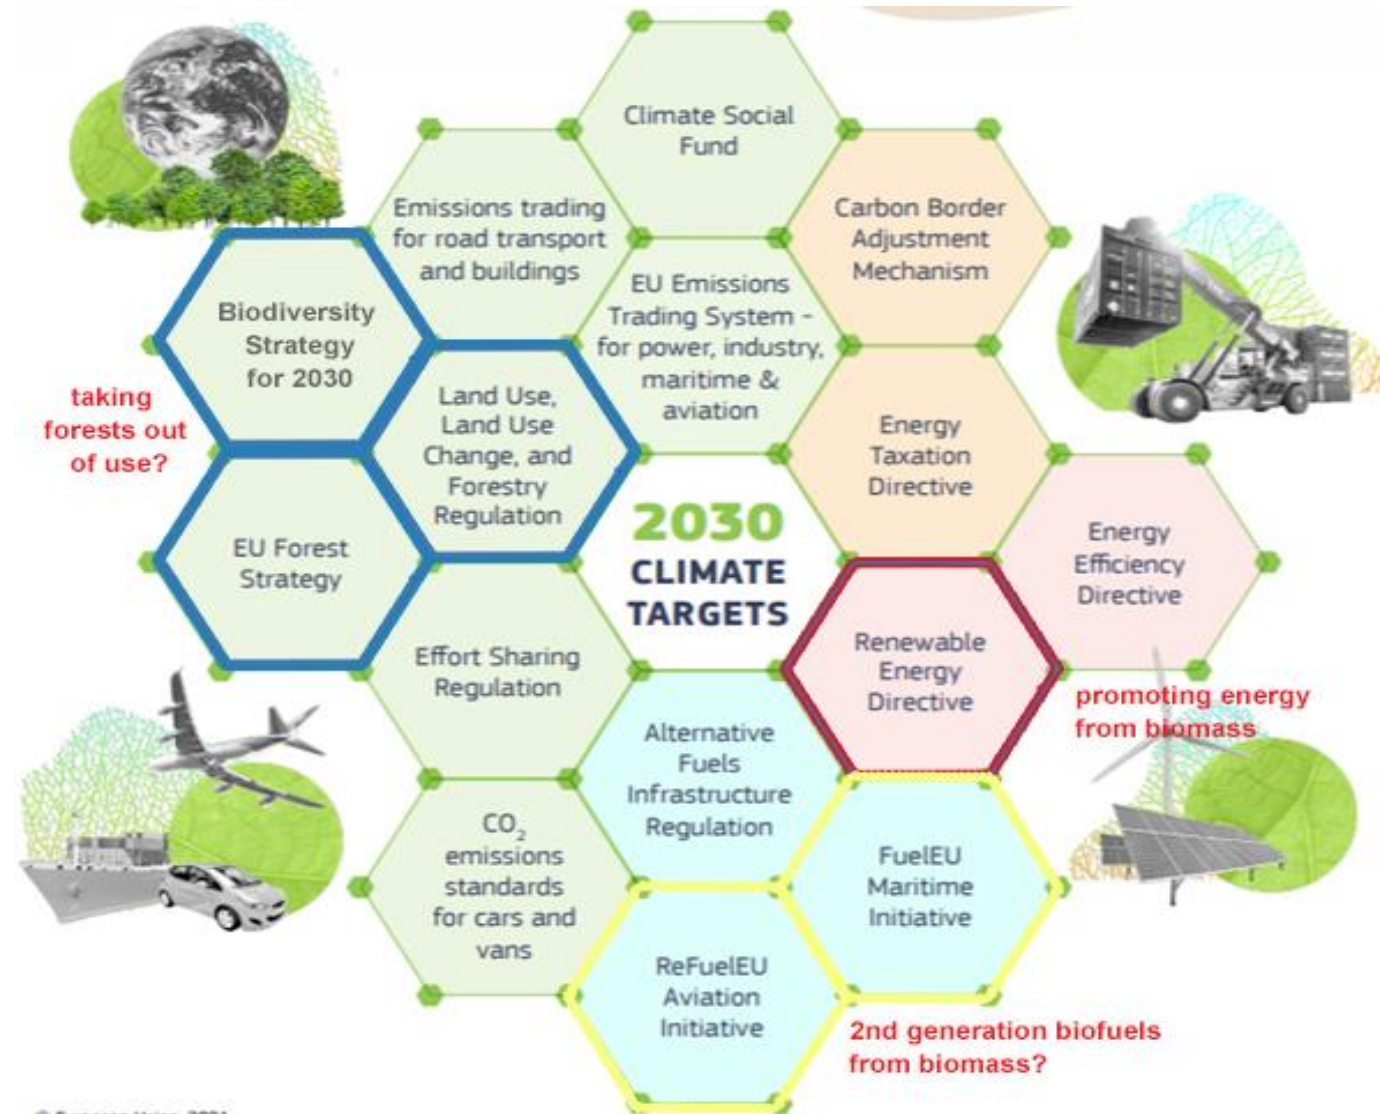 Climate Social
Fund
Emissions trading
for road transport
and buildings
Carbon Border
Adjustment
Mechanism
Biodiversity
Strategy
for 2030
EU Emissions
Trading System -
for power, industry,
maritime &
aviation
taking
forests out
of use?
Land Use,
Land Use
Change, and
Forestry
Regulation
Energy
Taxation
Directive
EU Forest
Strategy
2030
CLIMATE
TARGETS
Energy
Efficiency
Directive
Effort Sharing
Regulation
Renewable
Energy
Directive
promoting energy
from biomass
Alternative
Fuels
Infrastructure
Regulation
CO₂
emissions
standards
for cars and
vans
FuelEU
Maritime
Initiative
ReFuelEU
Aviation
Initiative
2nd generation biofuels
from biomass?